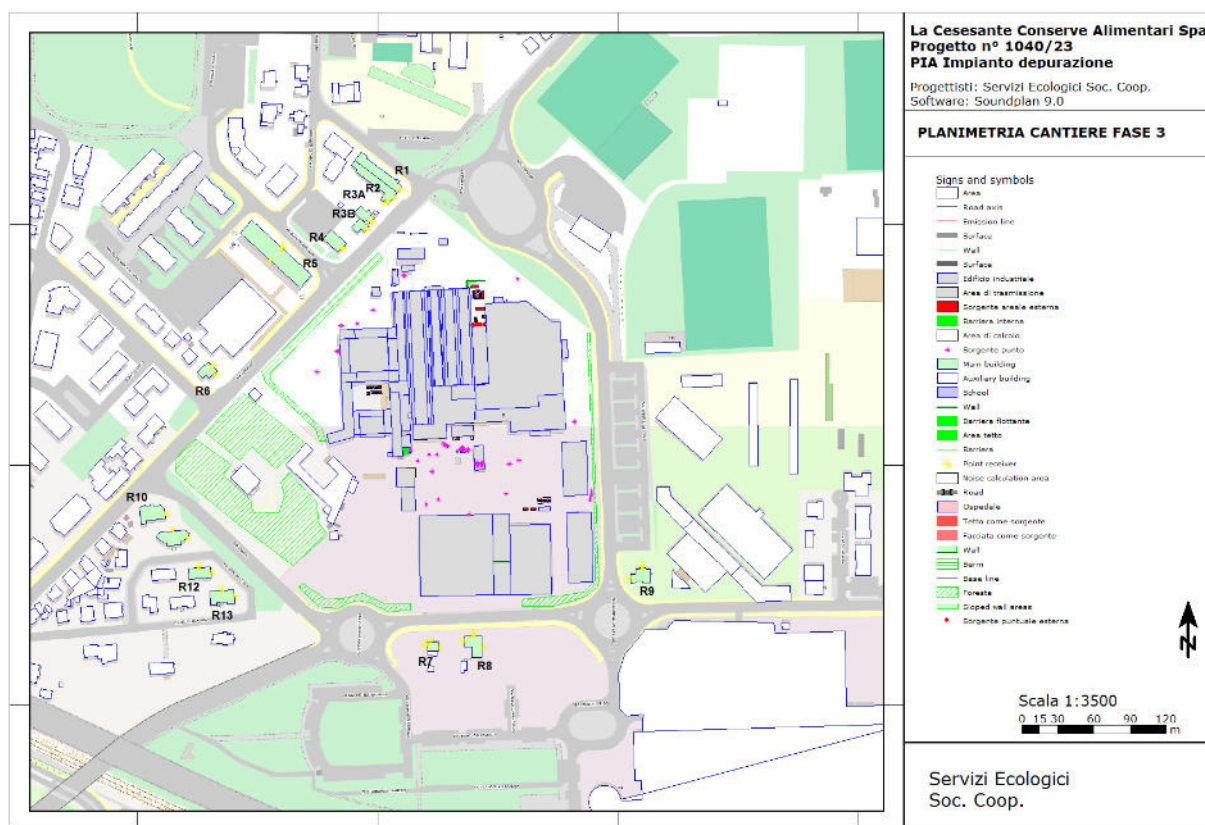 La Cesesante Conserve Alimentari Spa
Progetto n° 1040/23
PIA Impianto depurazione
Progettisti: Servizi Ecologici Soc. Coop.
Software: Soundplan 9.0
PLANIMETRIA CANTIERE FASE 3
Signs and symbols
Area
Road axis
Emission line
Surface
Wall
Surface
Edificio industriale
Area di trasmissione
Sorgente areale esterna
Barriera interna
Area di calcolo
Sorgente punto
Main building
Auxiliary building
School
Wall
Barriera flottante
Area tetto
Barriera
Point receiver
Noise calculation area
Road
Ospedale
Tetto come sorgente
Facciata come sorgente
Wall
Berm
Base line
Foresta
Sloped wall areas
Sorgente puntuale esterna
N
Scala 1:3500
0 15 30 60 90 120
m
Servizi Ecologici
Soc. Coop.
R1
R2
R3A
R3B
R4
R5
R6
R10
R12
R13
R9
R7
R8